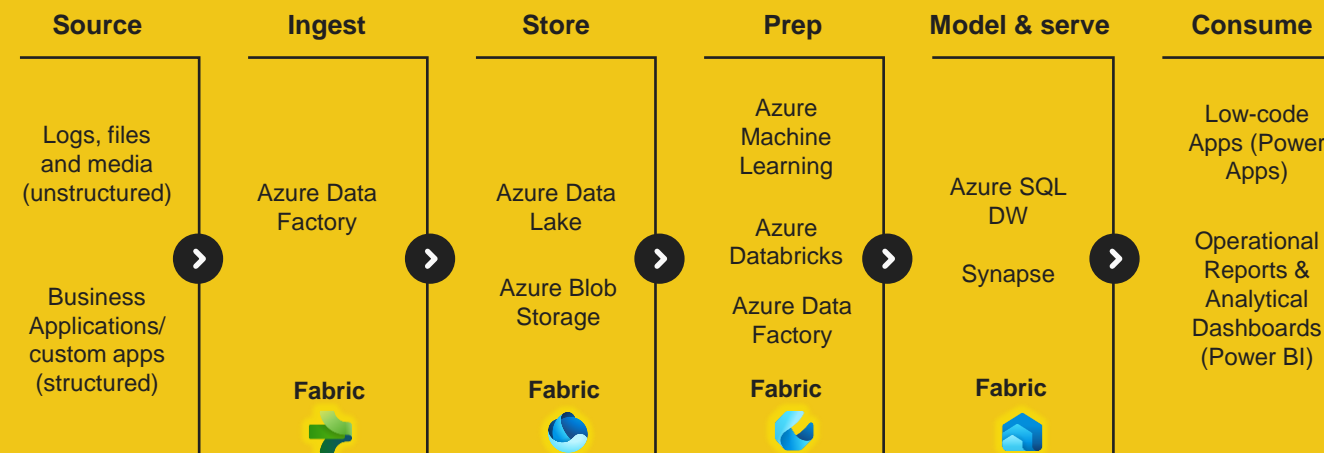 Source
Logs, files
and media
(unstructured)
Business
Applications/
custom apps
(structured)
Ingest
Azure Data
Factory
Fabric
Store
Azure Data
Lake
Azure Blob
Storage
Fabric
Prep
Azure
Machine
Learning
Azure
Databricks
Azure Data
Factory
Fabric
Model & serve
Azure SQL
DW
Synapse
Fabric
Consume
Low-code
Apps (Power
Apps)
Operational
Reports &
Analytical
Dashboards
(Power BI)